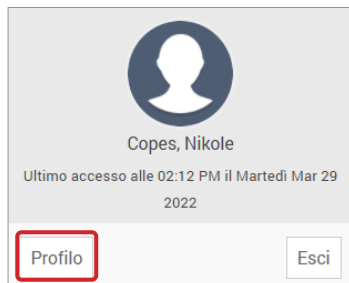 Copes, Nikole
Ultimo accesso alle 02:12 PM il Martedì Mar 29
2022
Profilo
Esci